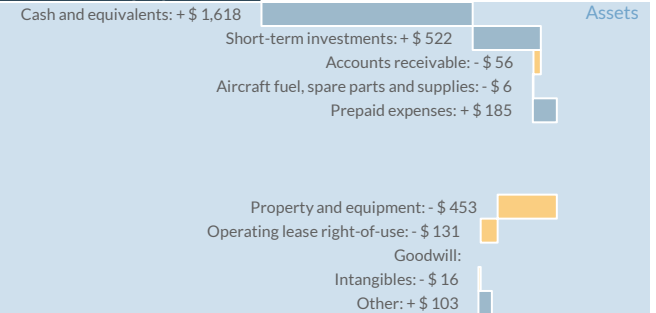 Assets
Cash and equivalents: + $ 1,618
Short-term investments: + $ 522
Accounts receivable: - $ 56
Aircraft fuel, spare parts and supplies: - $ 6
Prepaid expenses: + $ 185
Property and equipment: - $ 453
Operating lease right-of-use: - $ 131
Goodwill:
Intangibles: - $ 16
Other: + $ 103